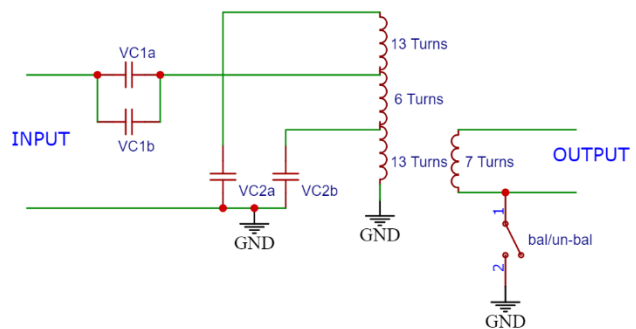 13 Turns
VC1a
6 Turns
VC1b
INPUT
13 Turns
7 Turns
OUTPUT
VC2a
VC2b
GND
GND
1
bal/un-bal
2
GND